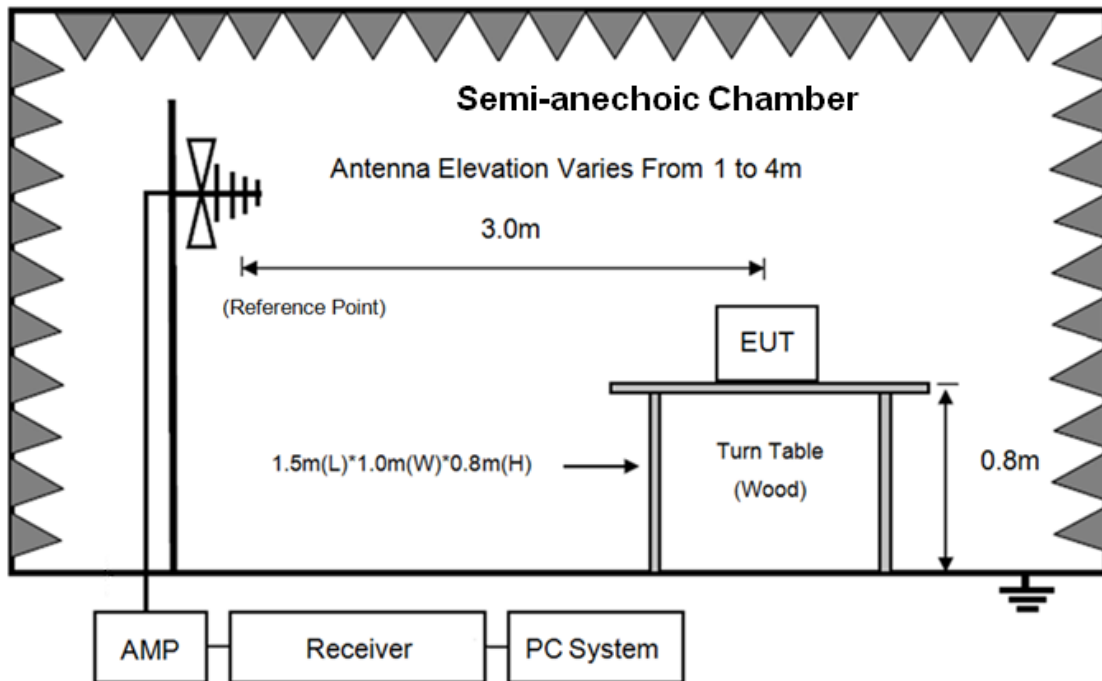 Semi-anechoic Chamber
Antenna Elevation Varies From 1 to 4m
3.0m
(Reference Point)
EUT
1.5m(L)*1.0m(W)*0.8m(H)
Turn Table
(Wood)
0.8m
AMP
Receiver
PC System